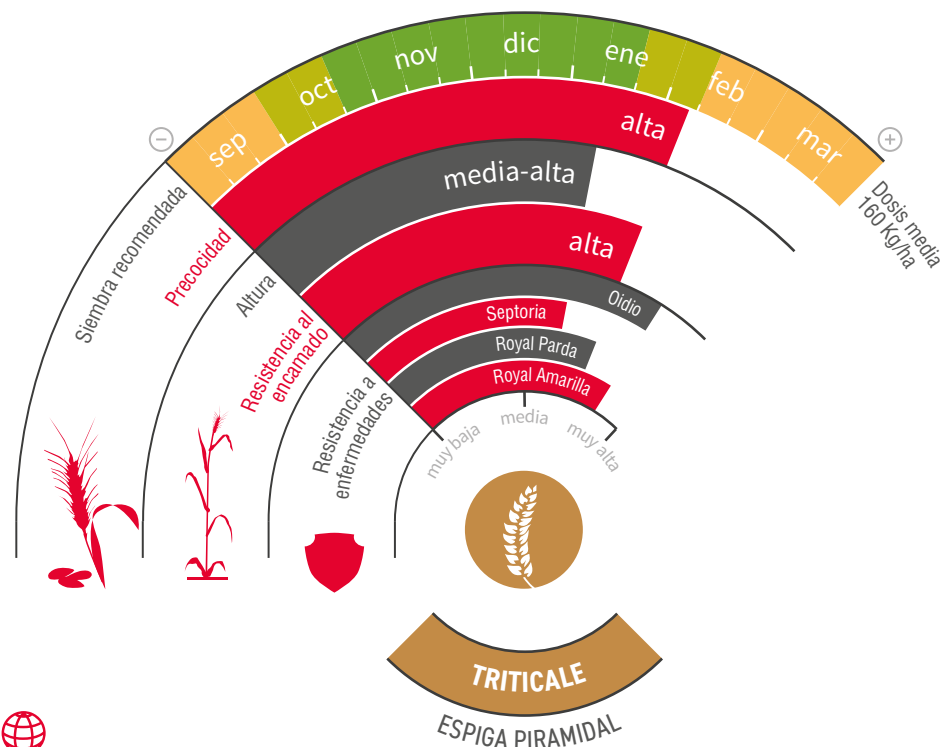 sep
oct
nov
dic
ene
feb
mar
−
+
Dosis media
160 Kg/ha
Siembra recomendada
Precocidad
alta
Altura
media-alta
Resistencia al
encamado
alta
Resistencia a
enfermedades
Oidio
Septoria
Royal Parda
Royal Amarilla
muy baja
media
muy alta
TRITICALE
ESPIGA PIRAMIDAL